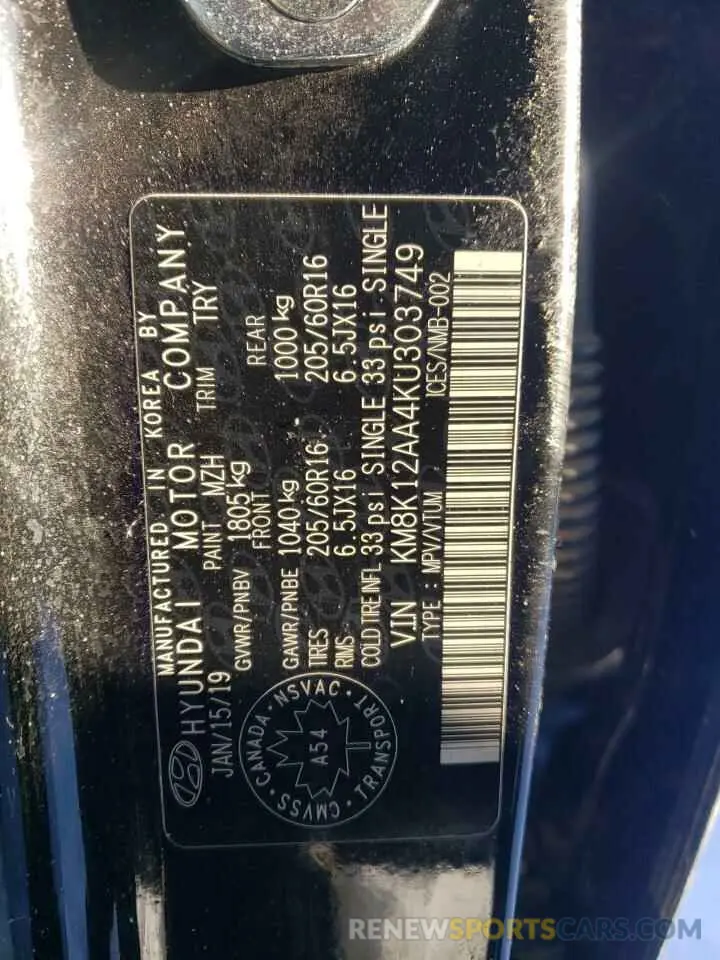 MANUFACTURED IN KOREA BY
HYUNDAI MOTOR COMPANY
JAN/15/19 PAINT MZH TRIM TRY
GVWR/PNBV 1805 kg
FRONT REAR
GAWR/PNBE 1040 kg 1000 kg
TIRES 205/60R16 205/60R16
RIMS 6.5JX16 6.5JX16
COLD TIRE INFL 33 psi SINGLE 33 psi SINGLE
VIN KM8K12AA4KU303749
TYPE : MPV/VTUM ICES/NMB-002
CANADA · NSVAC · TRANSPORT · CMVSS ·
A54
RENEWSPORTSCARS.COM